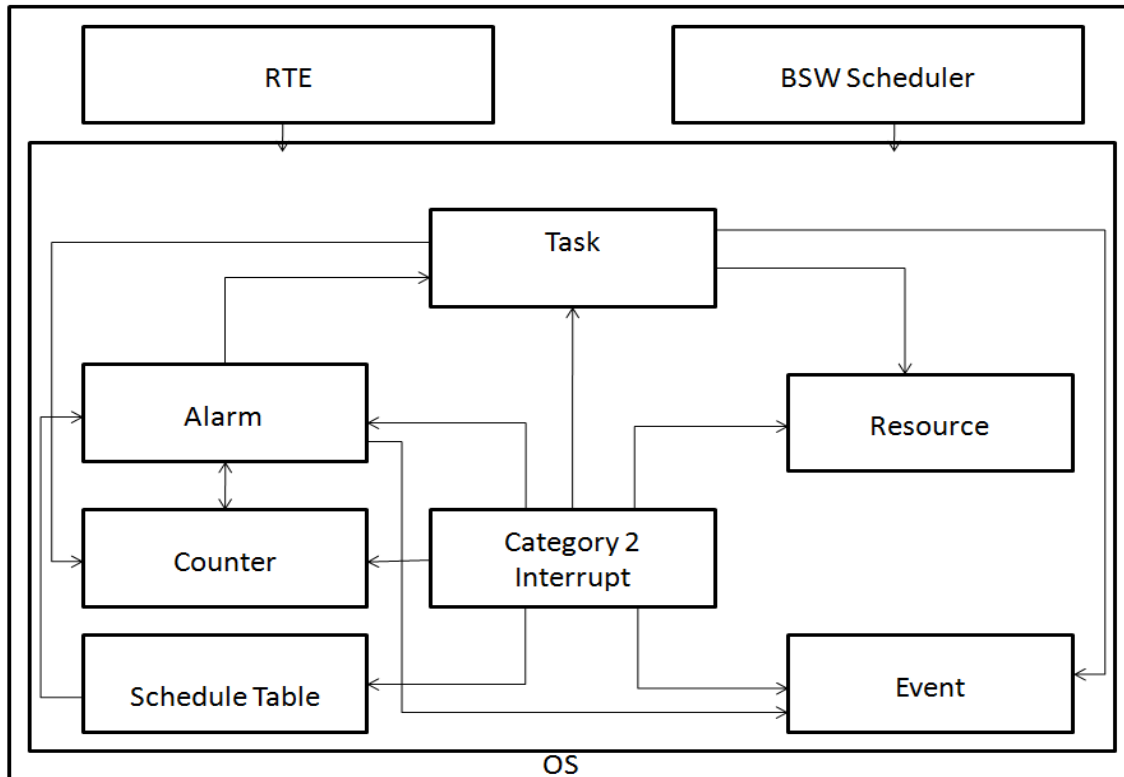 RTE
BSW Scheduler
Task
Alarm
Resource
Counter
Category 2
Interrupt
Schedule Table
Event
OS